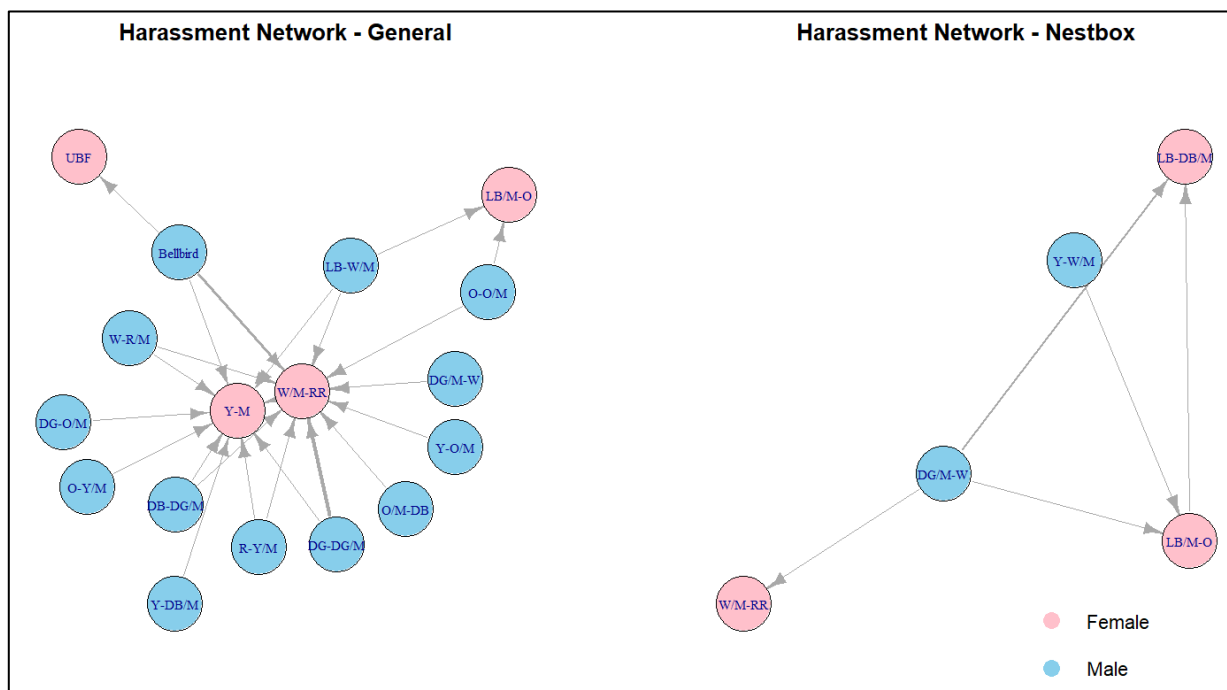 Harassment Network - General
Harassment Network - Nestbox
UBF
LB/M-O
Bellbird
LB-W/M
O-O/M
W-R/M
DG/M-W
W/M-RR
Y-M
DG-O/M
Y-O/M
O-Y/M
DB-DG/M
O/M-DB
R-Y/M
DG-DG/M
Y-DB/M
LB-DB/M
Y-W/M
DG/M-W
LB/M-O
W/M-RR
Female
Male